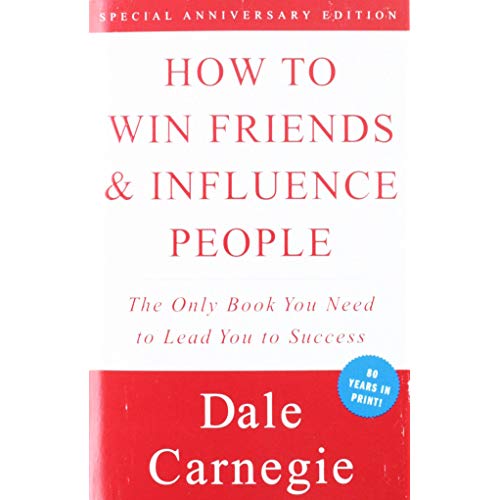 SPECIAL ANNIVERSARY EDITION
HOW TO
WIN FRIENDS
& INFLUENCE
PEOPLE
The Only Book You Need
to Lead You to Success
80
YEARS IN
PRINT!
Dale
Carnegie